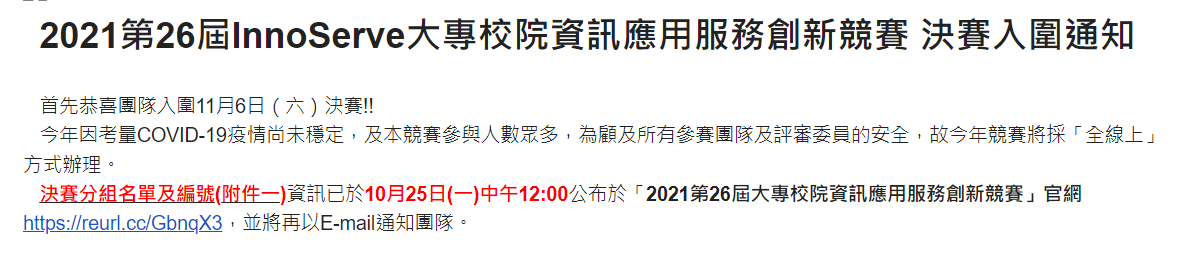 2021第26屆InnoServe大專校院資訊應用服務創新競賽 決賽入圍通知
首先恭喜團隊入圍11月6日（六）決賽!!
今年因考量COVID-19疫情尚未穩定，及本競賽參與人數眾多，為顧及所有參賽團隊及評審委員的安全，故今年競賽將採「全線上」
方式辦理。
決賽分組名單及編號(附件一)資訊已於10月25日(一)中午12:00公布於「2021第26屆大專校院資訊應用服務創新競賽」官網
https://reurl.cc/GbnqX3，並將再以E-mail通知團隊。